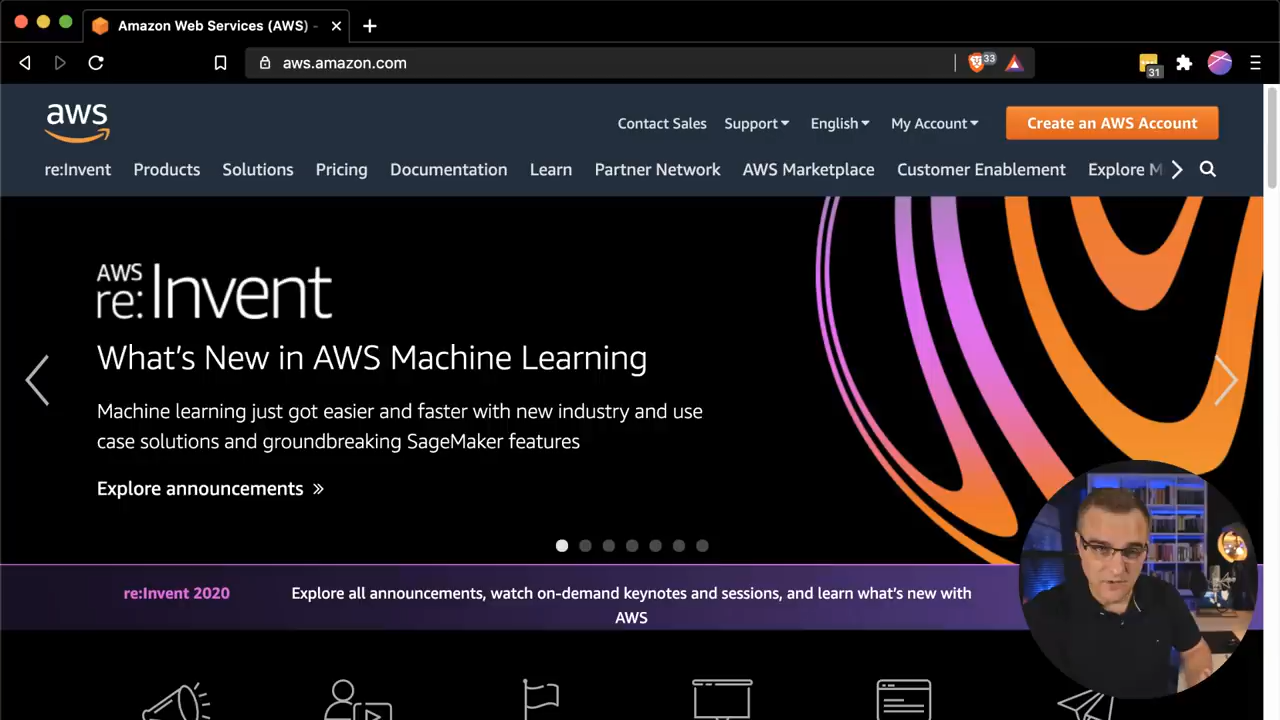 Amazon Web Services (AWS) -
aws.amazon.com
33
31
aws
Contact Sales Support English My Account Create an AWS Account
re:Invent Products Solutions Pricing Documentation Learn Partner Network AWS Marketplace Customer Enablement Explore M
AWS
re:Invent
What's New in AWS Machine Learning
Machine learning just got easier and faster with new industry and use
case solutions and groundbreaking SageMaker features
Explore announcements »
re:Invent 2020
Explore all announcements, watch on-demand keynotes and sessions, and learn what's new with
AWS